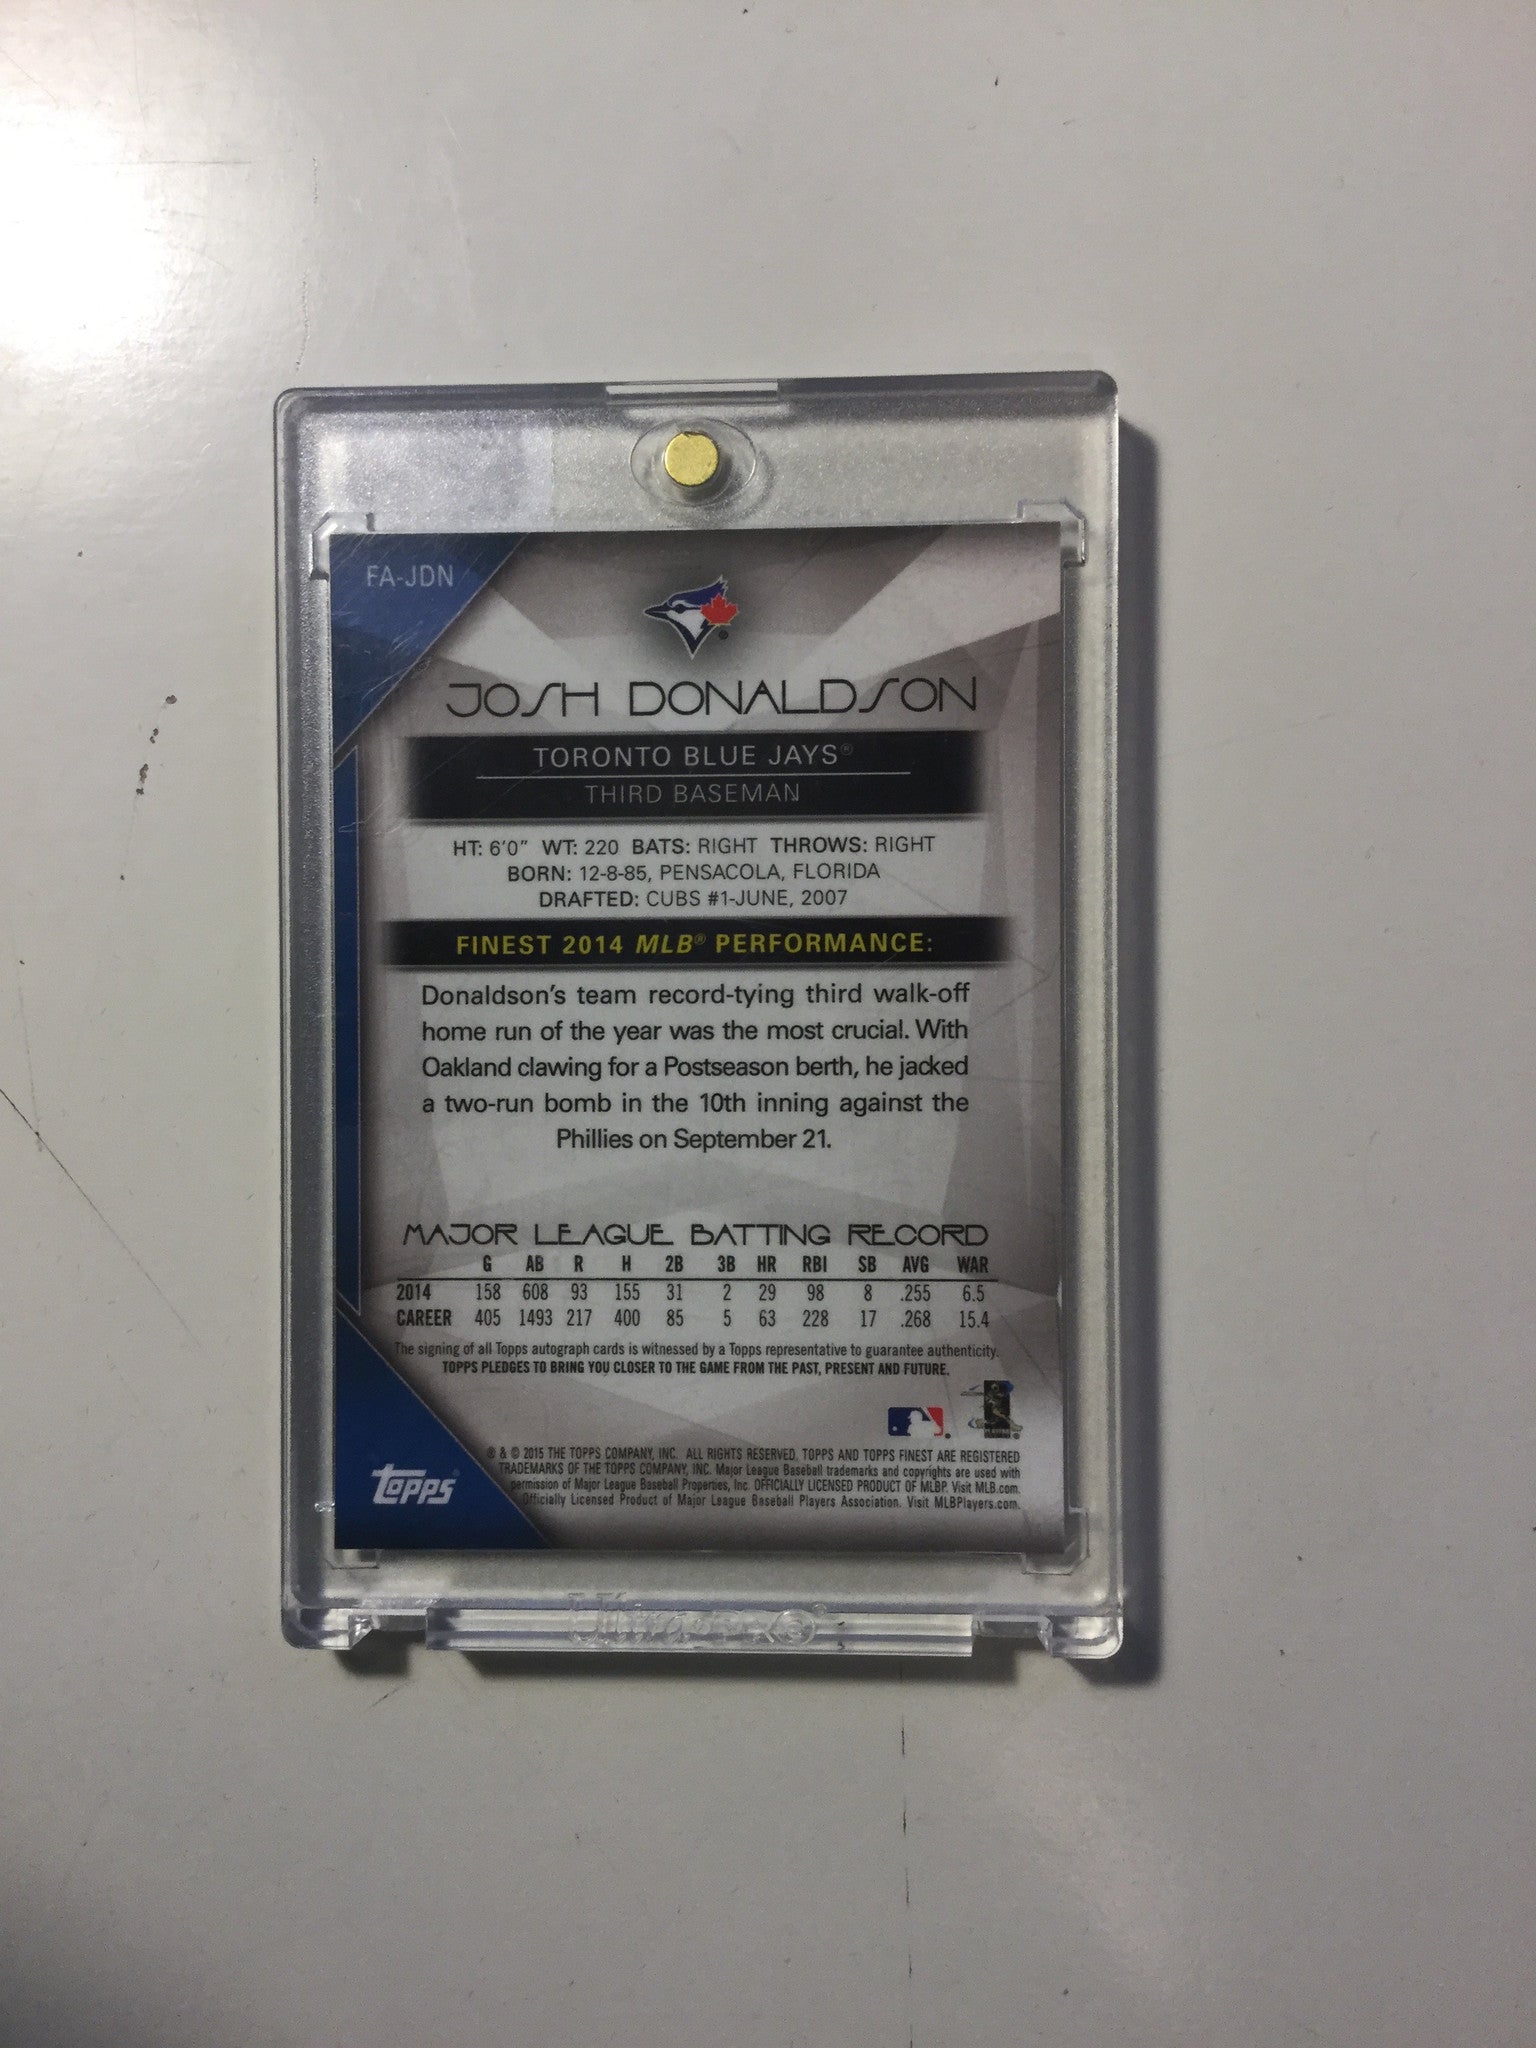 FA-JDN
JOSH DONALDSON
TORONTO BLUE JAYS®
THIRD BASEMAN
HT: 6'0" WT: 220 BATS: RIGHT THROWS: RIGHT
BORN: 12-8-85, PENSACOLA, FLORIDA
DRAFTED: CUBS #1-JUNE, 2007
FINEST 2014 MLB® PERFORMANCE:
Donaldson's team record-tying third walk-off
home run of the year was the most crucial. With
Oakland clawing for a Postseason berth, he jacked
a two-run bomb in the 10th inning against the
Phillies on September 21.
MAJOR LEAGUE BATTING RECORD
G AB R H 2B 3B HR RBI SB AVG WAR
2014 158 608 93 155 31 2 29 98 8 .255 6.5
CAREER 405 1493 217 400 85 5 63 228 17 .268 15.4
The signing of all Topps autograph cards is witnessed by a Topps representative to guarantee authenticity.
TOPPS PLEDGES TO BRING YOU CLOSER TO THE GAME FROM THE PAST, PRESENT AND FUTURE.
® & © 2015 THE TOPPS COMPANY, INC. ALL RIGHTS RESERVED. TOPPS AND TOPPS FINEST ARE REGISTERED
TRADEMARKS OF THE TOPPS COMPANY, INC. Major League Baseball trademarks and copyrights are used with
permission of Major League Baseball Properties, Inc. OFFICIALLY LICENSED PRODUCT OF MLBP. Visit MLB.com.
Officially Licensed Product of Major League Baseball Players Association. Visit MLBPlayers.com.
Topps®
Ultra PRO®